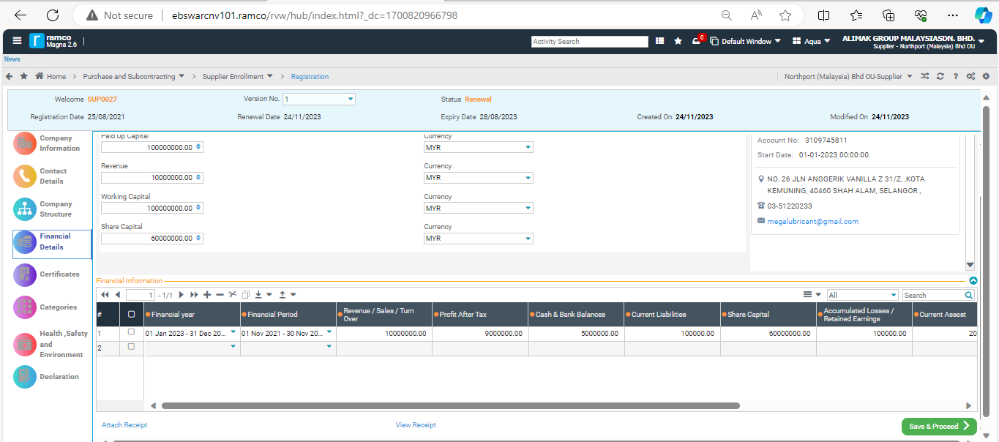 Not secure | ebswarcnv101.ramco/rvw/hub/index.html?_dc=1700820966798
ramco
Magna 2.6
Activity Search
0
Default Window
Aqua
ALIMAK GROUP MALAYSIASDN. BHD.
Supplier - Northport (Malaysia) Bhd OU
News
Home > Purchase and Subcontracting > Supplier Enrollment > Registration
Northport (Malaysia) Bhd OU-Supplier
Welcome SUP0027
Version No. 1
Status Renewal
Registration Date 25/08/2021
Renewal Date 24/11/2023
Expiry Date 28/08/2023
Created On 24/11/2023
Modified On 24/11/2023
Company
Information
Contact
Details
Company
Structure
Financial
Details
Certificates
Categories
Health ,Safety
and
Environment
Declaration
Paid Up Capital
100000000.00
Currency
MYR
Revenue
10000000.00
Currency
MYR
Working Capital
100000000.00
Currency
MYR
Share Capital
60000000.00
Currency
MYR
Account No: 3109745811
Start Date: 01-01-2023 00:00:00
NO. 26 JLN ANGGERIK VANILLA Z 31/Z, ,KOTA
KEMUNING, 40460 SHAH ALAM, SELANGOR ,
03-51220233
megalubricant@gmail.com
Financial Information
1 - 1/1
All
Search
# Financial year Financial Period Revenue / Sales / Turn Over Profit After Tax Cash & Bank Balances Current Liabilities Share Capital Accumulated Losses / Retained Earnings Current Assest
1 01 Jan 2023 - 31 Dec 20... 01 Nov 2021 - 30 Nov 20... 10000000.00 9000000.00 5000000.00 100000.00 60000000.00 100000.00 20
2
Attach Receipt
View Receipt
Save & Proceed